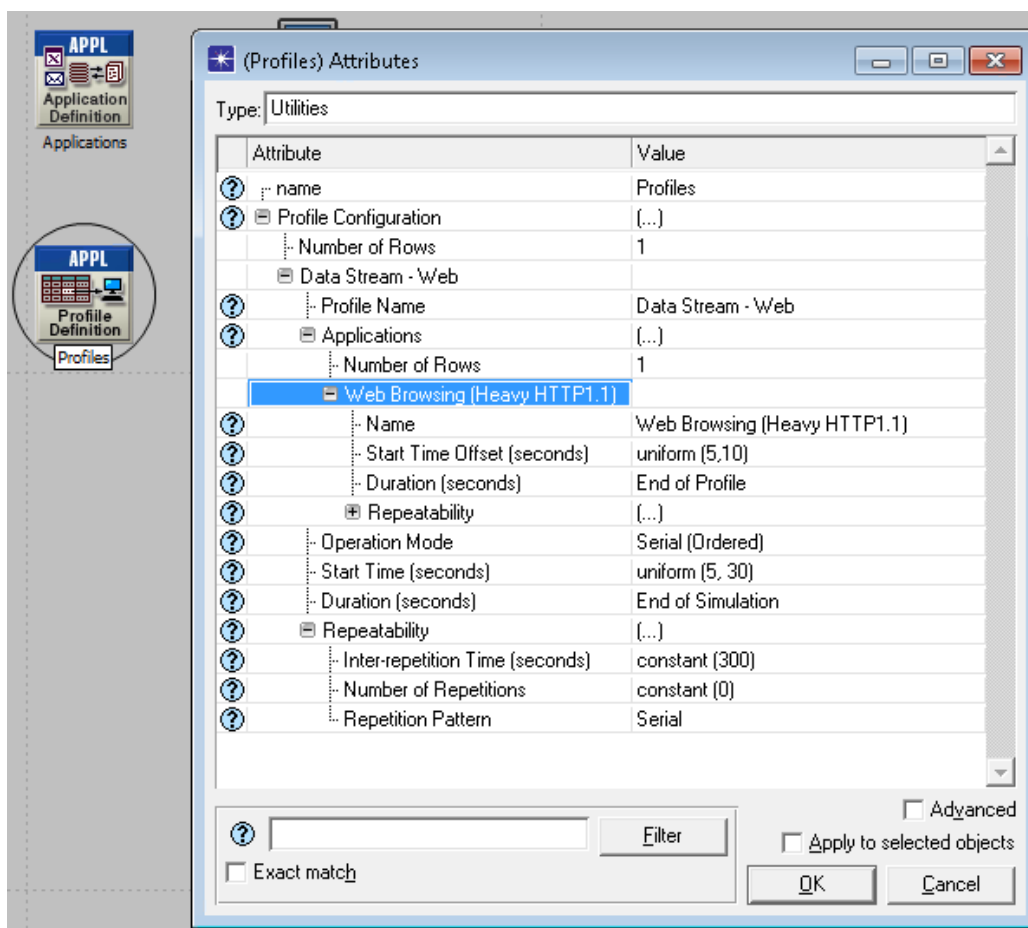 APPL
Application
Definition
Applications
APPL
Profiile
Definition
Profiles
(Profiles) Attributes
Type: Utilities
Attribute Value
name Profiles
Profile Configuration (...)
Number of Rows 1
Data Stream - Web
Profile Name Data Stream - Web
Applications (...)
Number of Rows 1
Web Browsing (Heavy HTTP1.1)
Name Web Browsing (Heavy HTTP1.1)
Start Time Offset (seconds) uniform (5,10)
Duration (seconds) End of Profile
Repeatability (...)
Operation Mode Serial (Ordered)
Start Time (seconds) uniform (5, 30)
Duration (seconds) End of Simulation
Repeatability (...)
Inter-repetition Time (seconds) constant (300)
Number of Repetitions constant (0)
Repetition Pattern Serial
Advanced
Filter
Apply to selected objects
Exact match
OK Cancel